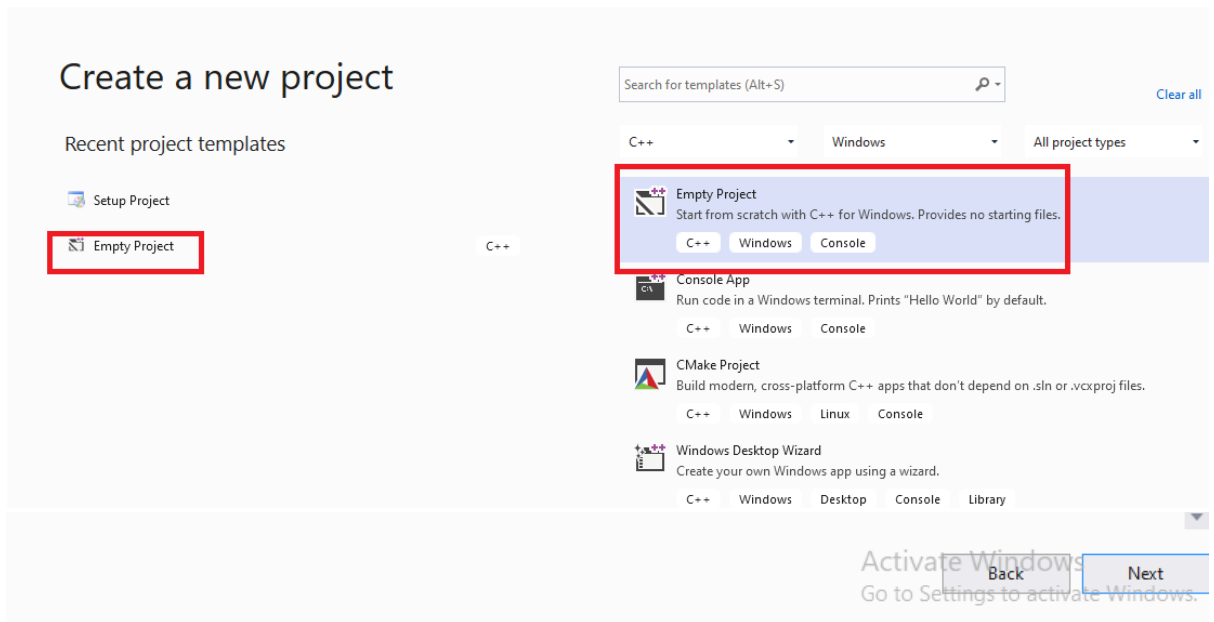 Create a new project
Recent project templates
Setup Project
Empty Project
C++
Search for templates (Alt+S)
Clear all
C++
Windows
All project types
Empty Project
Start from scratch with C++ for Windows. Provides no starting files.
C++ Windows Console
Console App
Run code in a Windows terminal. Prints "Hello World" by default.
C++ Windows Console
CMake Project
Build modern, cross-platform C++ apps that don't depend on .sln or .vcxproj files.
C++ Windows Linux Console
Windows Desktop Wizard
Create your own Windows app using a wizard.
C++ Windows Desktop Console Library
Activate Windows
Go to Settings to activate Windows.
Back
Next